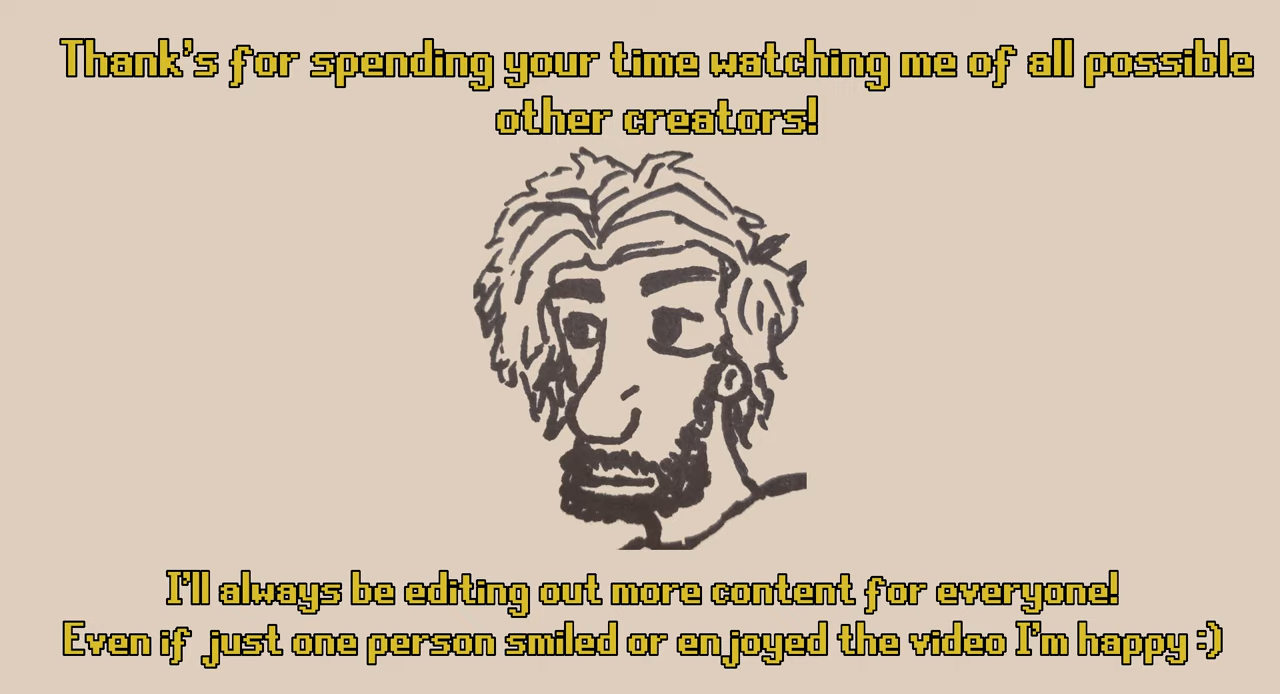 Thank's for spending your time watching me of all possible
other creators!
I'll always be editing out more content for everyone!
Even if just one person smiled or enjoyed the video I'm happy :)